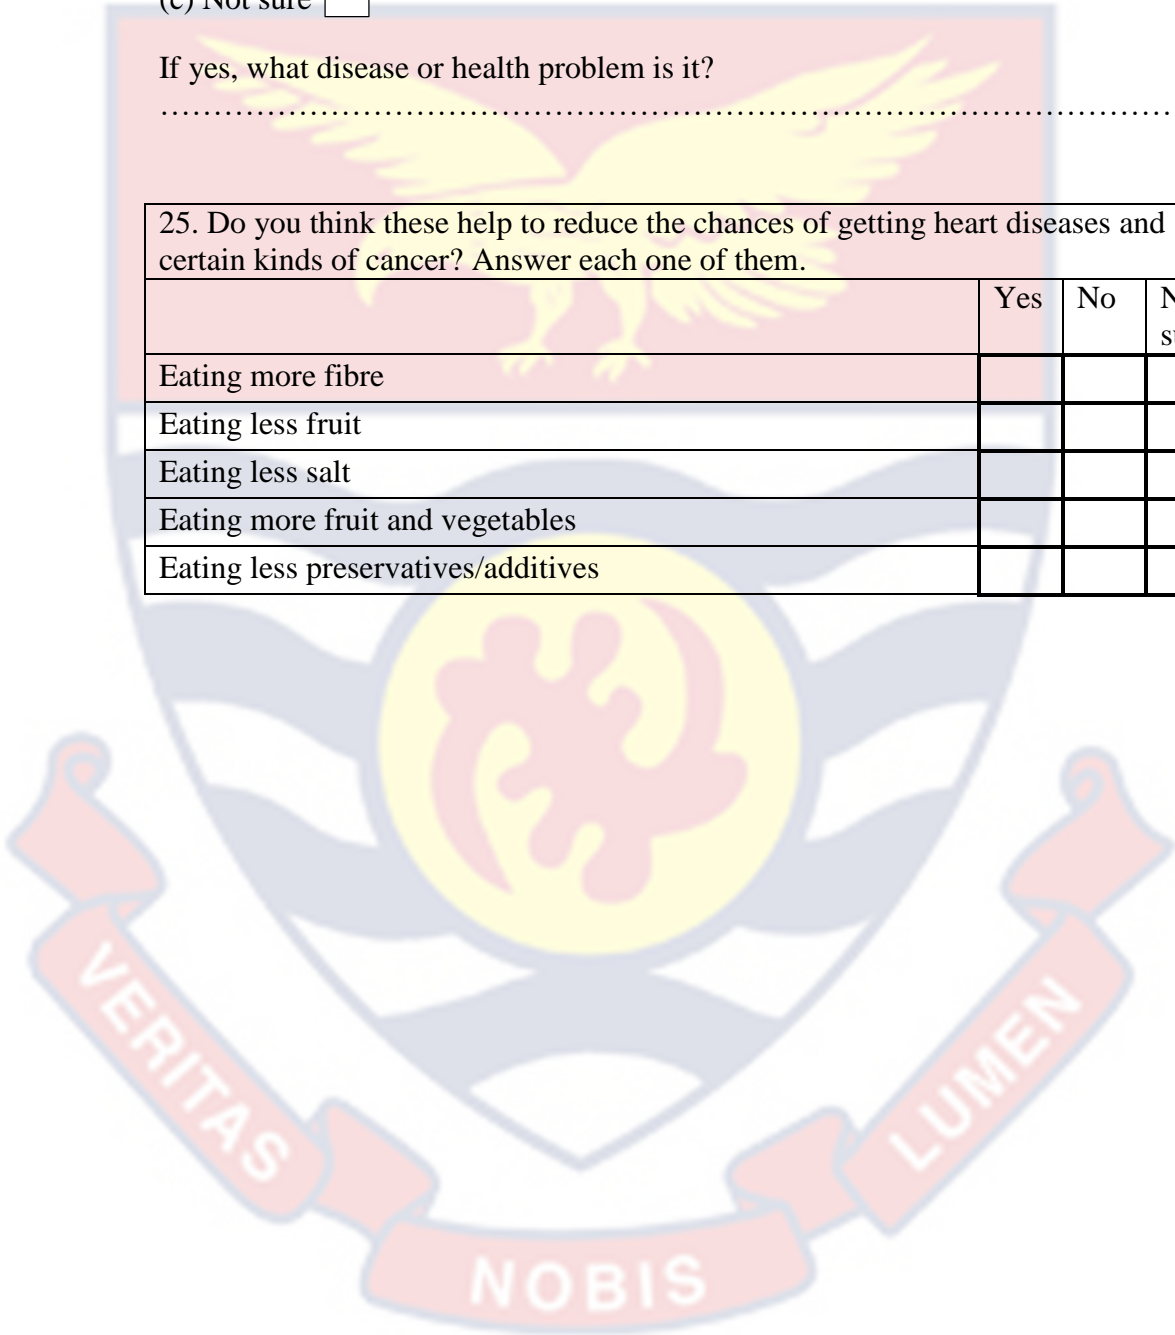 (c) Not sure
If yes, what disease or health problem is it?
……………………………………………………………………………………
25. Do you think these help to reduce the chances of getting heart diseases and
certain kinds of cancer? Answer each one of them.
Yes No
Eating more fibre
Eating less fruit
Eating less salt
Eating more fruit and vegetables
Eating less preservatives/additives
VERITAS
NOBIS
LUMEN